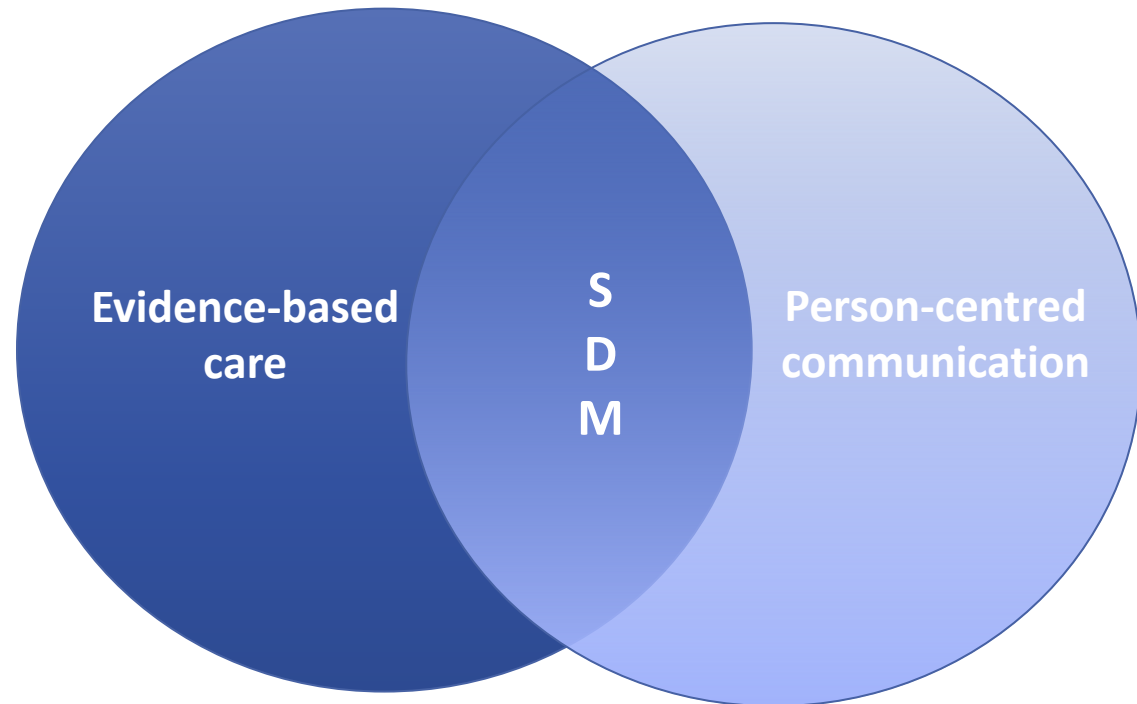 Evidence-based
care
S
D
M
Person-centred
communication